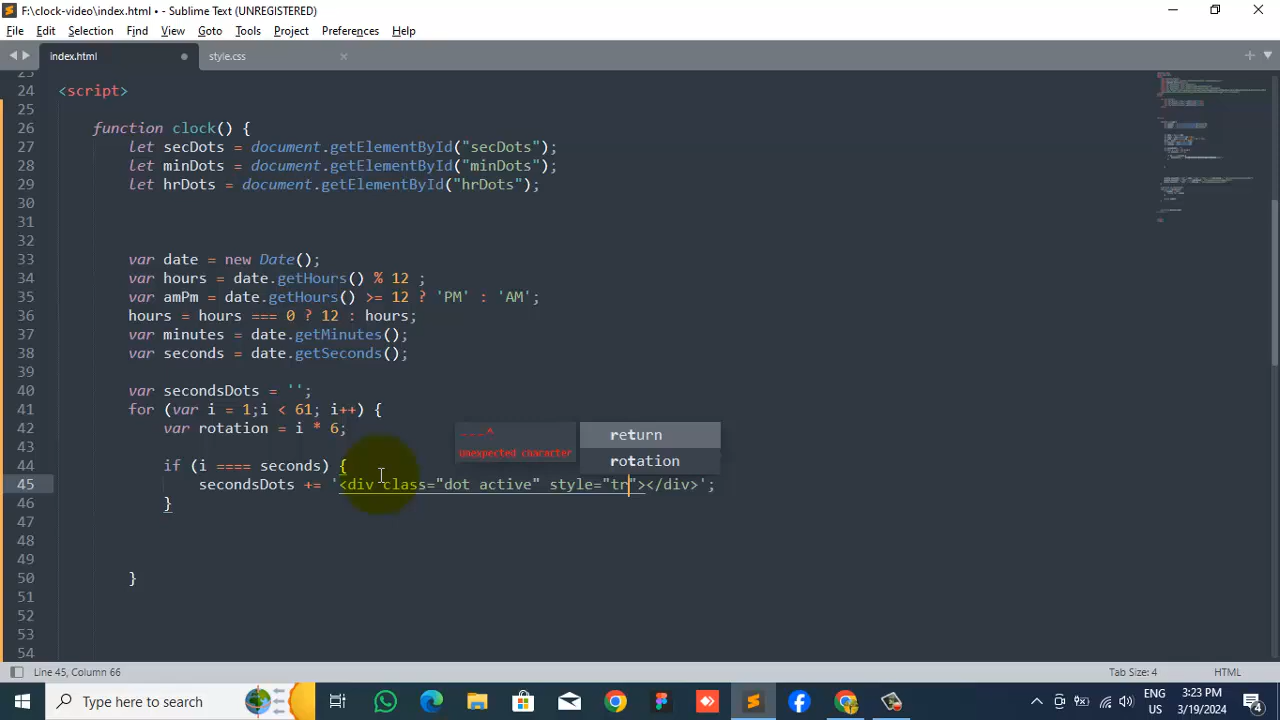 F:\clock-video\index.html • - Sublime Text (UNREGISTERED)
File Edit Selection Find View Goto Tools Project Preferences Help
index.html style.css
23
24 <script>
25
26 function clock() {
27 let secDots = document.getElementById("secDots");
28 let minDots = document.getElementById("minDots");
29 let hrDots = document.getElementById("hrDots");
30
31
32
33 var date = new Date();
34 var hours = date.getHours() % 12 ;
35 var amPm = date.getHours() >= 12 ? 'PM' : 'AM';
36 hours = hours === 0 ? 12 : hours;
37 var minutes = date.getMinutes();
38 var seconds = date.getSeconds();
39
40 var secondsDots = '';
41 for (var i = 1;i < 61; i++) {
42 var rotation = i * 6;
43
44 if (i ==== seconds) {
45 secondsDots += '<div class="dot active" style="tr"></div>';
46 }
47
48
49
50 }
51
52
53
54
----^
unexpected character
return
rotation
Line 45, Column 66 Tab Size: 4 HTML
Type here to search
ENG
US
3:23 PM
3/19/2024
4